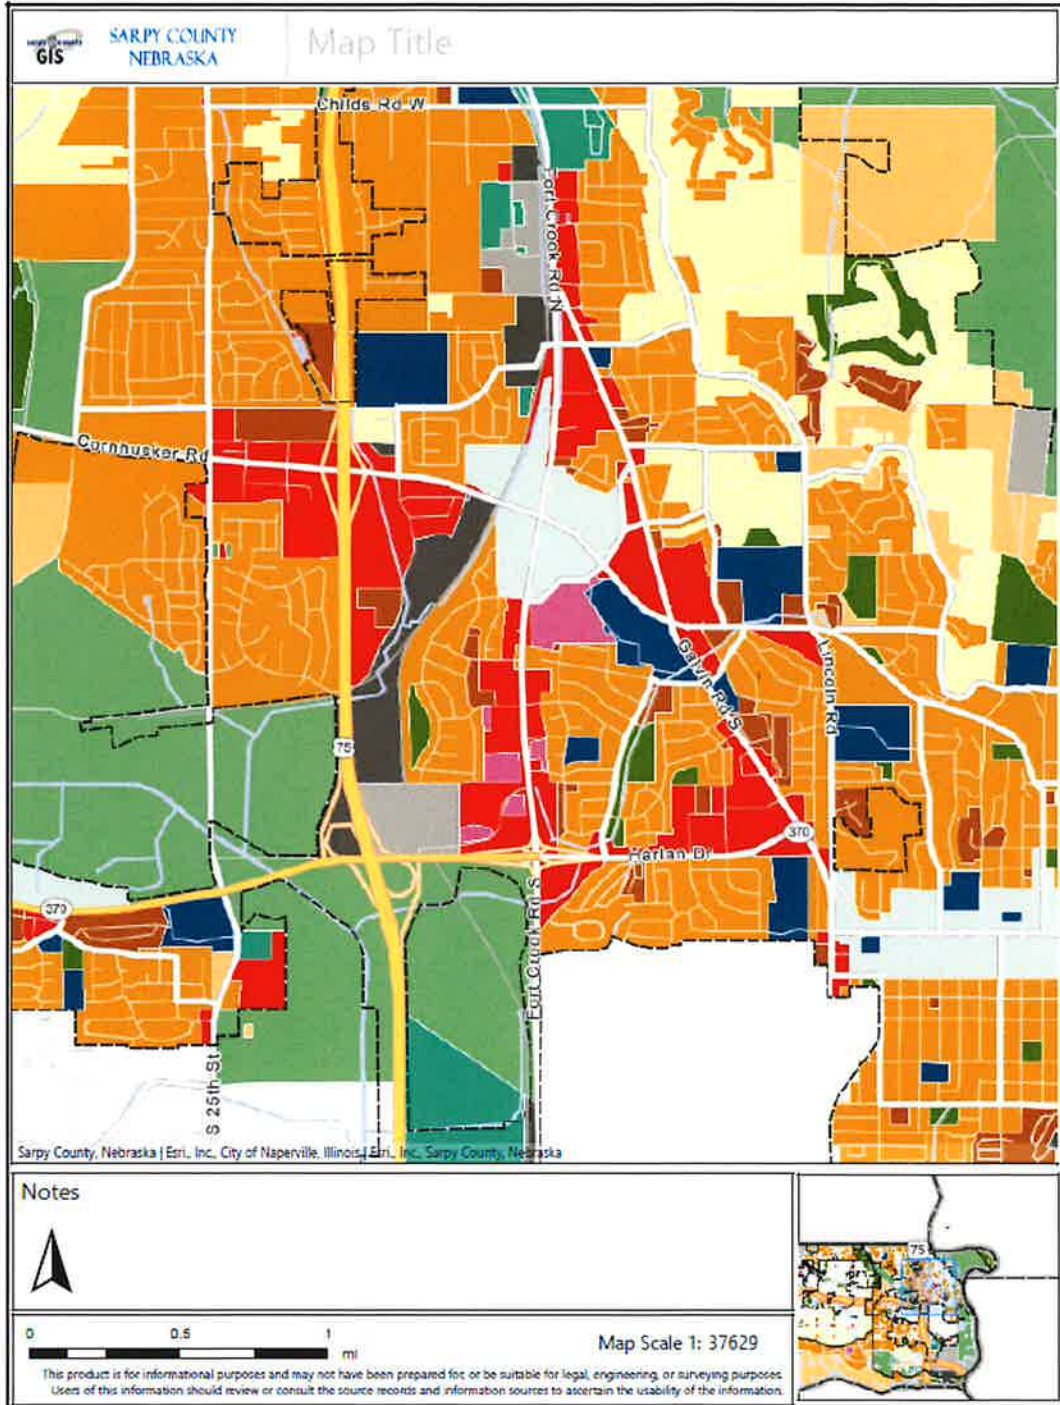 SARPY COUNTY
GIS
SARPY COUNTY
NEBRASKA
Map Title
Childs Rd W
Fort Crook Rd N
Cornhusker Rd
Galvin Rd S
Lincoln Rd
75
370
Harlan Dr
370
Fort Crook Rd S
S 25th St
Sarpy County, Nebraska | Esri., Inc., City of Naperville, Illinois | Esri., Inc., Sarpy County, Nebraska
Notes
75
0 0.5 1
mi
Map Scale 1: 37629
This product is for informational purposes and may not have been prepared for, or be suitable for legal, engineering, or surveying purposes.
Users of this information should review or consult the source records and information sources to ascertain the usability of the information.